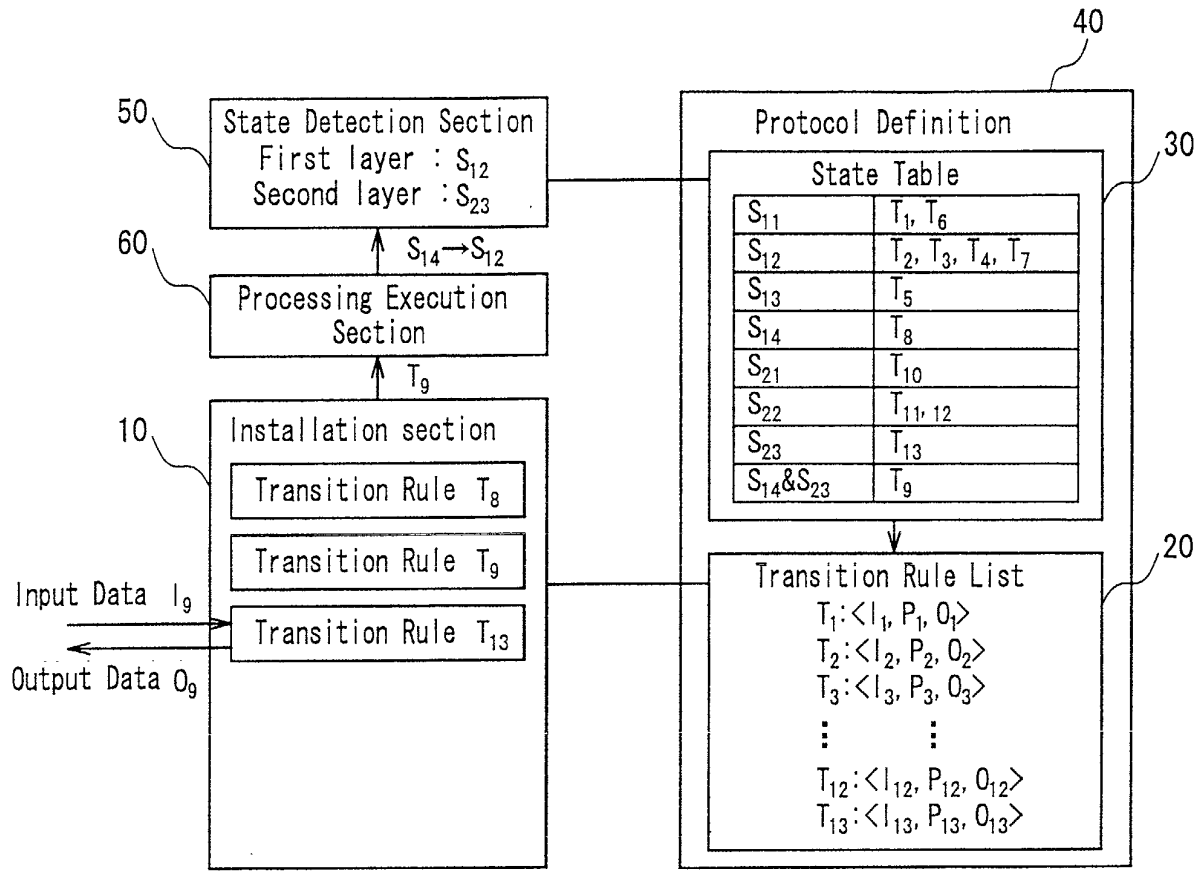 40
50
State Detection Section
First layer : S₁₂
Second layer : S₂₃
Protocol Definition
30
State Table
S₁₁ T₁, T₆
S₁₂ T₂, T₃, T₄, T₇
S₁₃ T₅
S₁₄ T₈
S₂₁ T₁₀
S₂₂ T₁₁, ₁₂
S₂₃ T₁₃
S₁₄&S₂₃ T₉
S₁₄→S₁₂
60
Processing Execution
Section
T₉
10
Installation section
Transition Rule T₈
Transition Rule T₉
Transition Rule T₁₃
Input Data I₉
Output Data O₉
20
Transition Rule List
T₁:<I₁, P₁, O₁>
T₂:<I₂, P₂, O₂>
T₃:<I₃, P₃, O₃>
⋮ ⋮
T₁₂:<I₁₂, P₁₂, O₁₂>
T₁₃:<I₁₃, P₁₃, O₁₃>